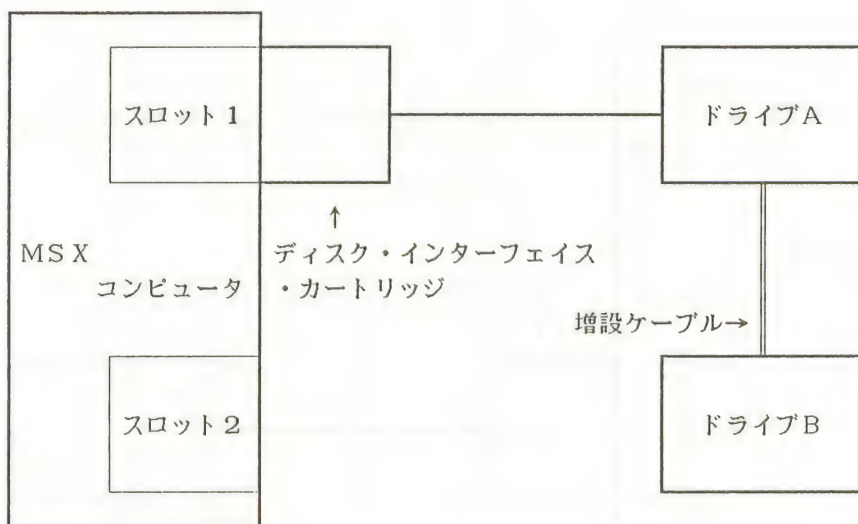 スロット1
ドライブA
↑
MSX
コンピュータ
ディスク・インターフェイス
・カートリッジ
増設ケーブル→
スロット2
ドライブB